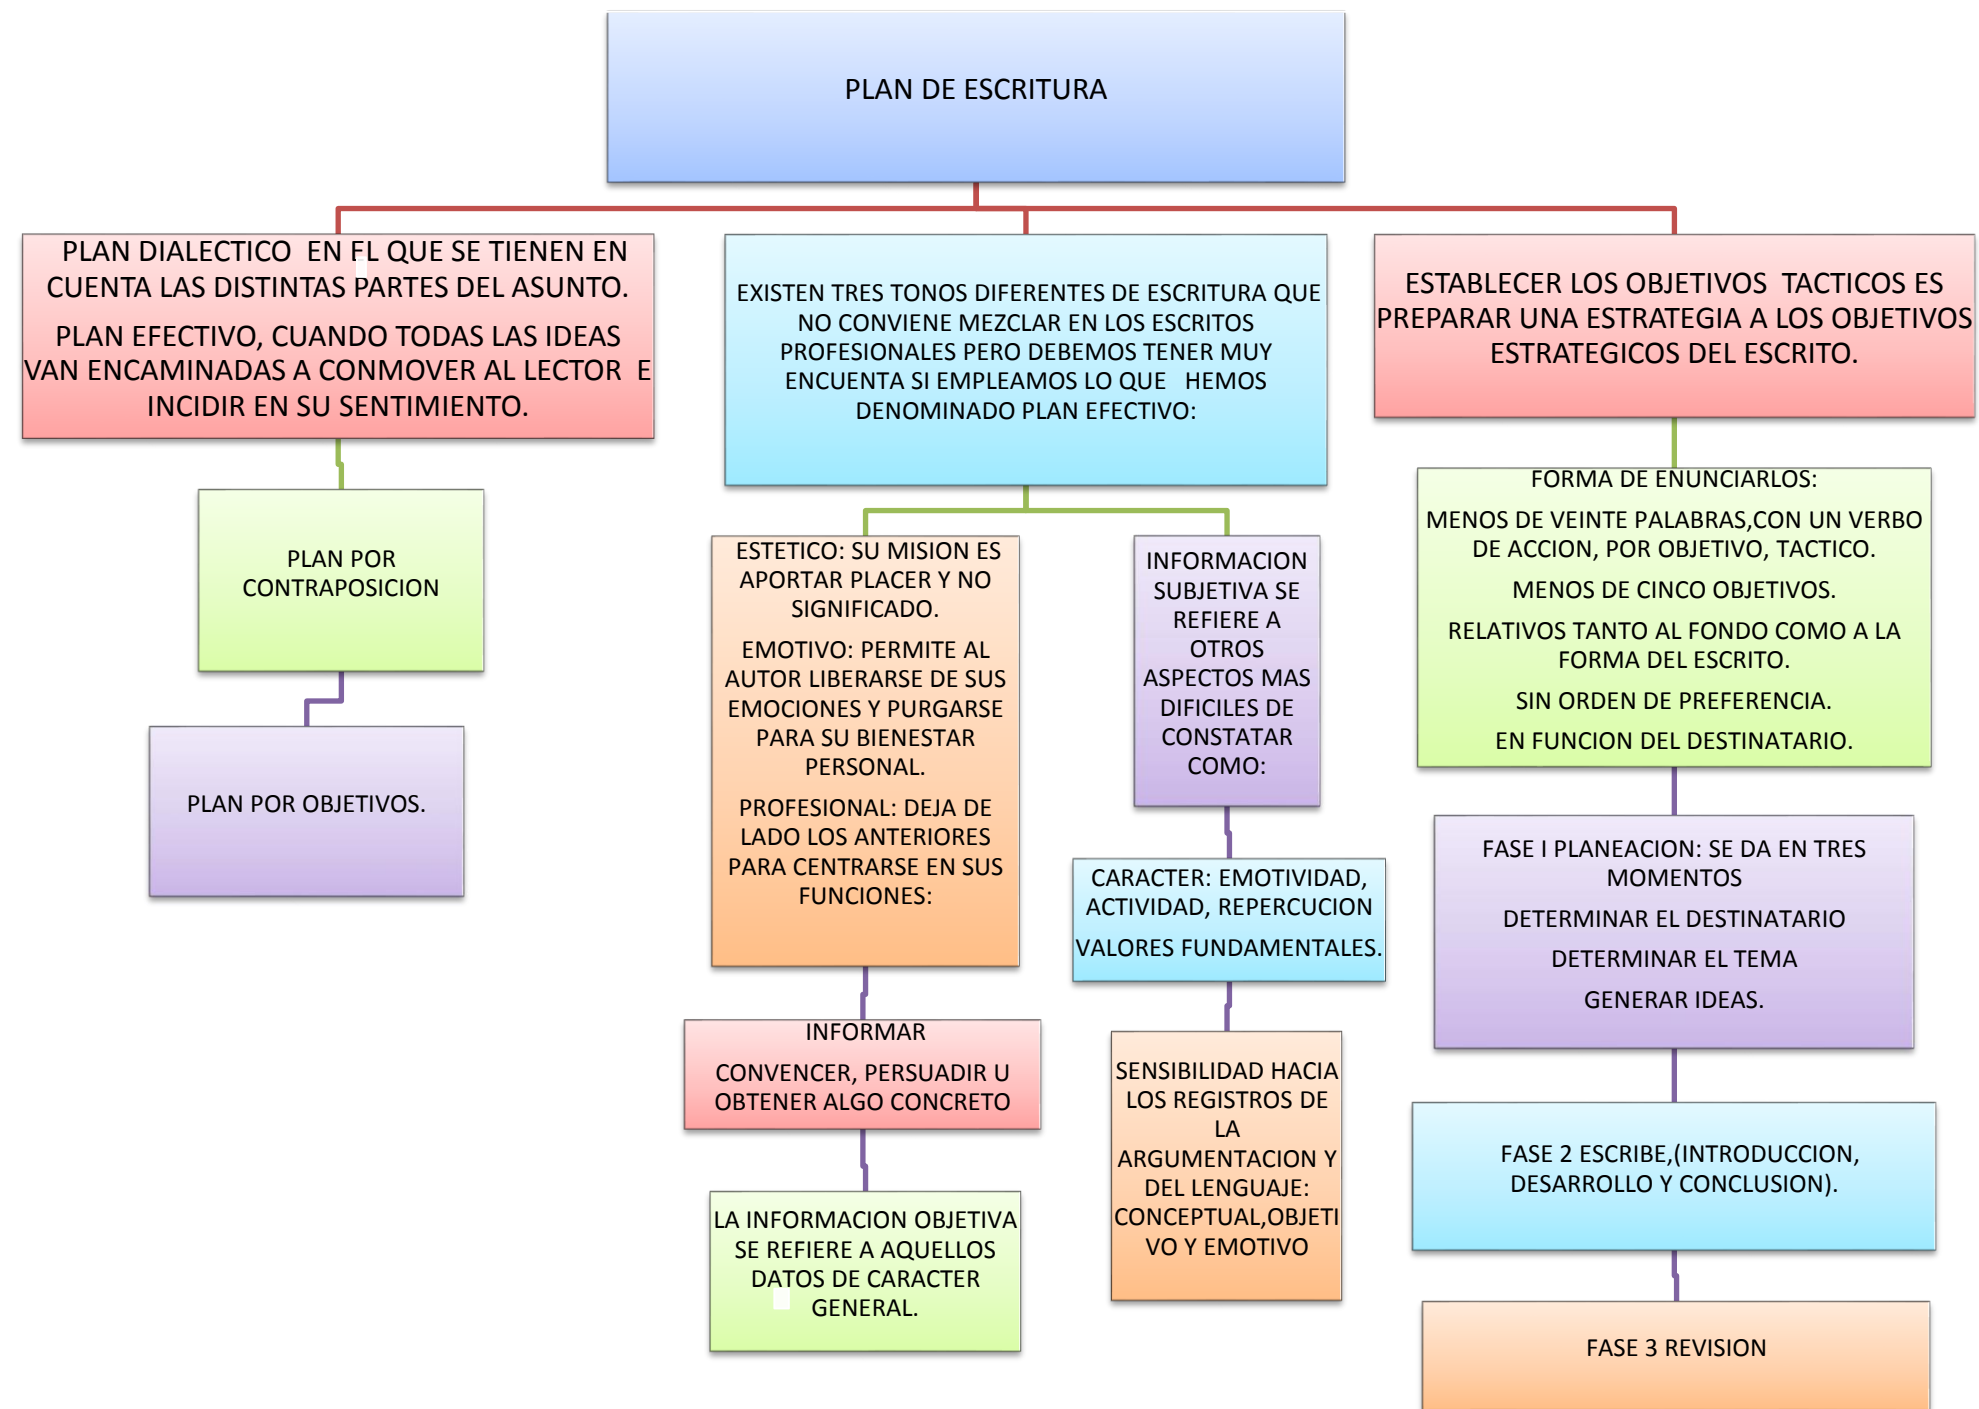 PLAN DE ESCRITURA
PLAN DIALECTICO EN EL QUE SE TIENEN EN
CUENTA LAS DISTINTAS PARTES DEL ASUNTO.
PLAN EFECTIVO, CUANDO TODAS LAS IDEAS
VAN ENCAMINADAS A CONMOVER AL LECTOR E
INCIDIR EN SU SENTIMIENTO.
PLAN POR
CONTRAPOSICION
PLAN POR OBJETIVOS.
EXISTEN TRES TONOS DIFERENTES DE ESCRITURA QUE
NO CONVIENE MEZCLAR EN LOS ESCRITOS
PROFESIONALES PERO DEBEMOS TENER MUY
ENCUENTA SI EMPLEAMOS LO QUE HEMOS
DENOMINADO PLAN EFECTIVO:
ESTETICO: SU MISION ES
APORTAR PLACER Y NO
SIGNIFICADO.
EMOTIVO: PERMITE AL
AUTOR LIBERARSE DE SUS
EMOCIONES Y PURGARSE
PARA SU BIENESTAR
PERSONAL.
PROFESIONAL: DEJA DE
LADO LOS ANTERIORES
PARA CENTRARSE EN SUS
FUNCIONES:
INFORMAR
CONVENCER, PERSUADIR U
OBTENER ALGO CONCRETO
LA INFORMACION OBJETIVA
SE REFIERE A AQUELLOS
DATOS DE CARACTER
GENERAL.
INFORMACION
SUBJETIVA SE
REFIERE A
OTROS
ASPECTOS MAS
DIFICILES DE
CONSTATAR
COMO:
CARACTER: EMOTIVIDAD,
ACTIVIDAD, REPERCUCION
VALORES FUNDAMENTALES.
SENSIBILIDAD HACIA
LOS REGISTROS DE
LA
ARGUMENTACION Y
DEL LENGUAJE:
CONCEPTUAL,OBJETI
VO Y EMOTIVO
ESTABLECER LOS OBJETIVOS TACTICOS ES
PREPARAR UNA ESTRATEGIA A LOS OBJETIVOS
ESTRATEGICOS DEL ESCRITO.
FORMA DE ENUNCIARLOS:
MENOS DE VEINTE PALABRAS,CON UN VERBO
DE ACCION, POR OBJETIVO, TACTICO.
MENOS DE CINCO OBJETIVOS.
RELATIVOS TANTO AL FONDO COMO A LA
FORMA DEL ESCRITO.
SIN ORDEN DE PREFERENCIA.
EN FUNCION DEL DESTINATARIO.
FASE I PLANEACION: SE DA EN TRES
MOMENTOS
DETERMINAR EL DESTINATARIO
DETERMINAR EL TEMA
GENERAR IDEAS.
FASE 2 ESCRIBE,(INTRODUCCION,
DESARROLLO Y CONCLUSION).
FASE 3 REVISION